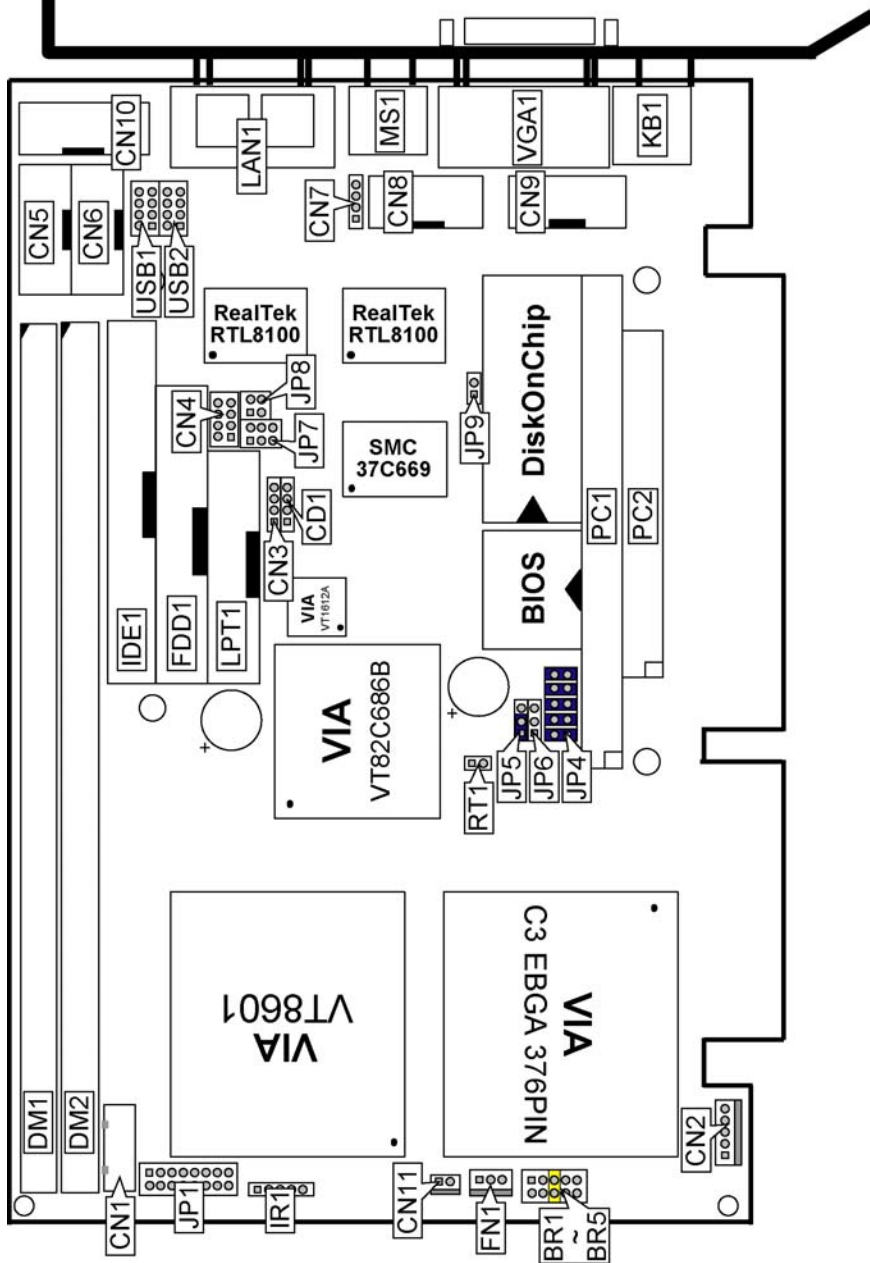 CN10
LAN1
MS1
VGA1
KB1
CN5
CN6
USB1
USB2
CN7
CN8
CN9
RealTek
RTL8100
RealTek
RTL8100
CN4
JP8
JP7
SMC
37C669
JP9
DiskOnChip
PC1
PC2
CN3
CD1
IDE1
FDD1
LPT1
VIA
VT1612A
BIOS
VIA
VT82C686B
+
+
RT1
JP5
JP6
JP4
VIA
VT8601
VIA
C3 EBGA 376PIN
DM1
DM2
CN1
JP1
IR1
CN11
FN1
BR1
~
BR5
CN2